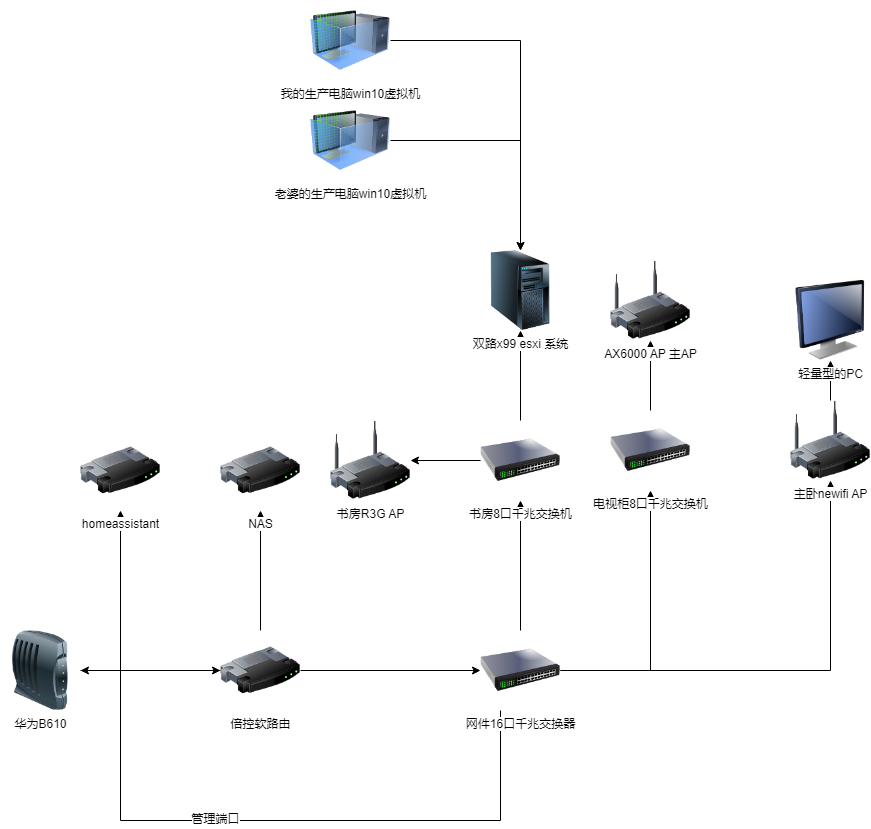 我的生产电脑win10虚拟机
老婆的生产电脑win10虚拟机
双路x99 esxi 系统
AX6000 AP 主AP
轻量型的PC
homeassistant
NAS
书房R3G AP
书房8口千兆交换机
电视柜8口千兆交换机
主卧newifi AP
华为B610
倍控软路由
网件16口千兆交换器
管理端口